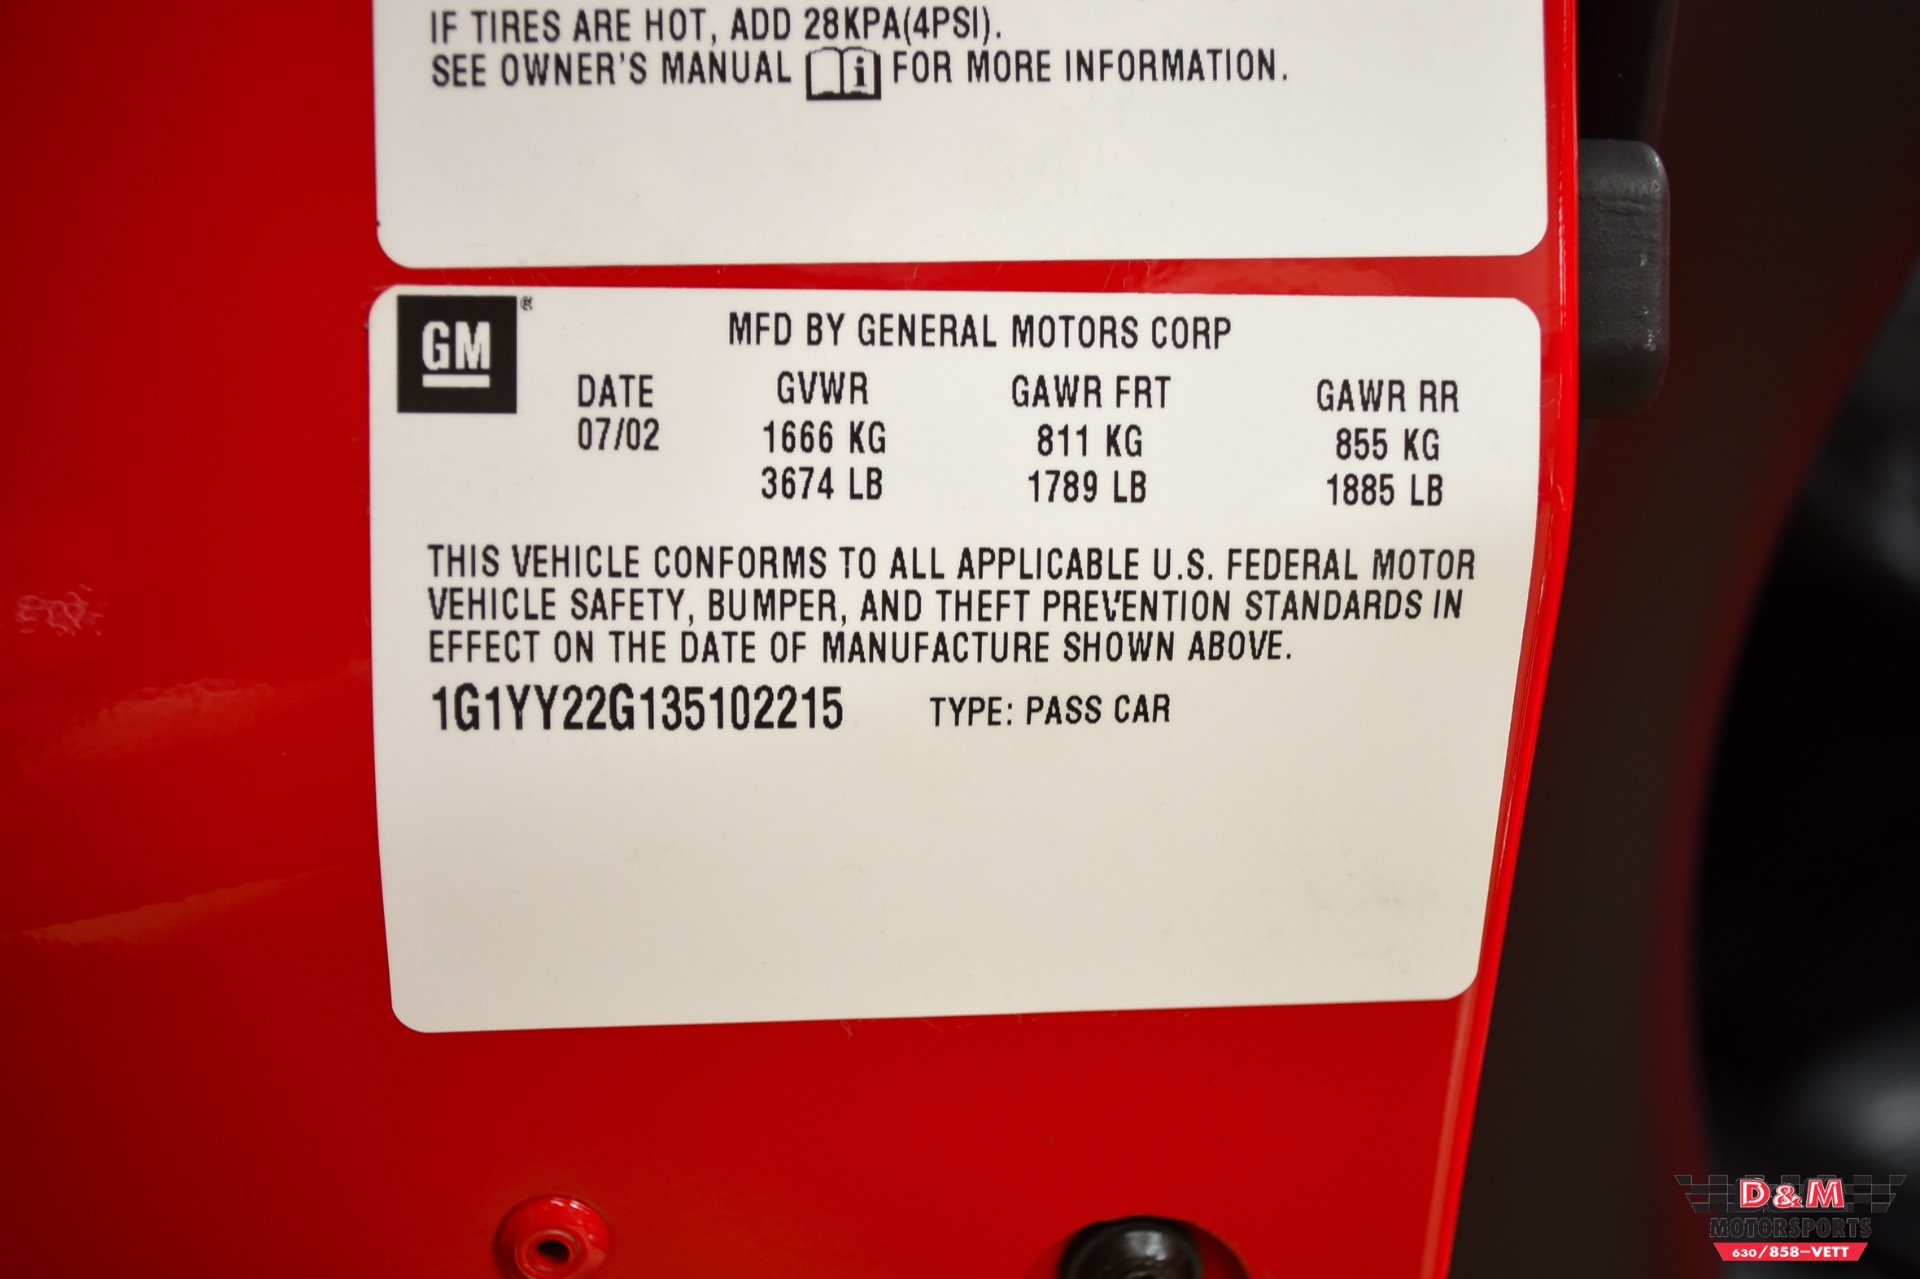 IF TIRES ARE HOT, ADD 28KPA(4PSI).
SEE OWNER'S MANUAL i FOR MORE INFORMATION.
GM ®
MFD BY GENERAL MOTORS CORP
DATE GVWR GAWR FRT GAWR RR
07/02 1666 KG 811 KG 855 KG
3674 LB 1789 LB 1885 LB
THIS VEHICLE CONFORMS TO ALL APPLICABLE U.S. FEDERAL MOTOR
VEHICLE SAFETY, BUMPER, AND THEFT PREVENTION STANDARDS IN
EFFECT ON THE DATE OF MANUFACTURE SHOWN ABOVE.
1G1YY22G135102215 TYPE: PASS CAR
D&M
MOTORSPORTS
630/858-VETT